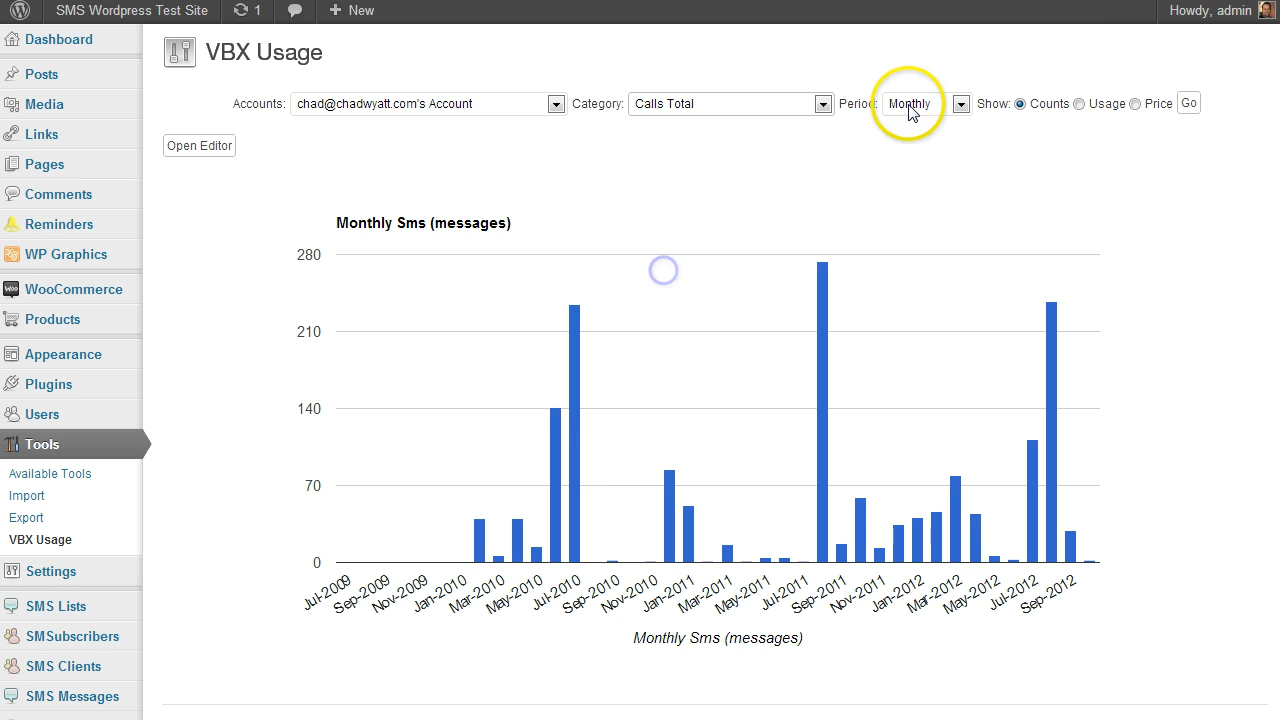 SMS Wordpress Test Site 1 New Howdy, admin
Dashboard
Posts
Media
Links
Pages
Comments
Reminders
WP Graphics
WooCommerce
Products
Appearance
Plugins
Users
Tools
Available Tools
Import
Export
VBX Usage
Settings
SMS Lists
SMSubscribers
SMS Clients
SMS Messages
VBX Usage
Accounts: chad@chadwyatt.com's Account Category: Calls Total Period: Monthly Show: Counts Usage Price Go
Open Editor
Monthly Sms (messages)
280
210
140
70
0
Jul-2009 Sep-2009 Nov-2009 Jan-2010 Mar-2010 May-2010 Jul-2010 Sep-2010 Nov-2010 Jan-2011 Mar-2011 May-2011 Jul-2011 Sep-2011 Nov-2011 Jan-2012 Mar-2012 May-2012 Jul-2012 Sep-2012
Monthly Sms (messages)